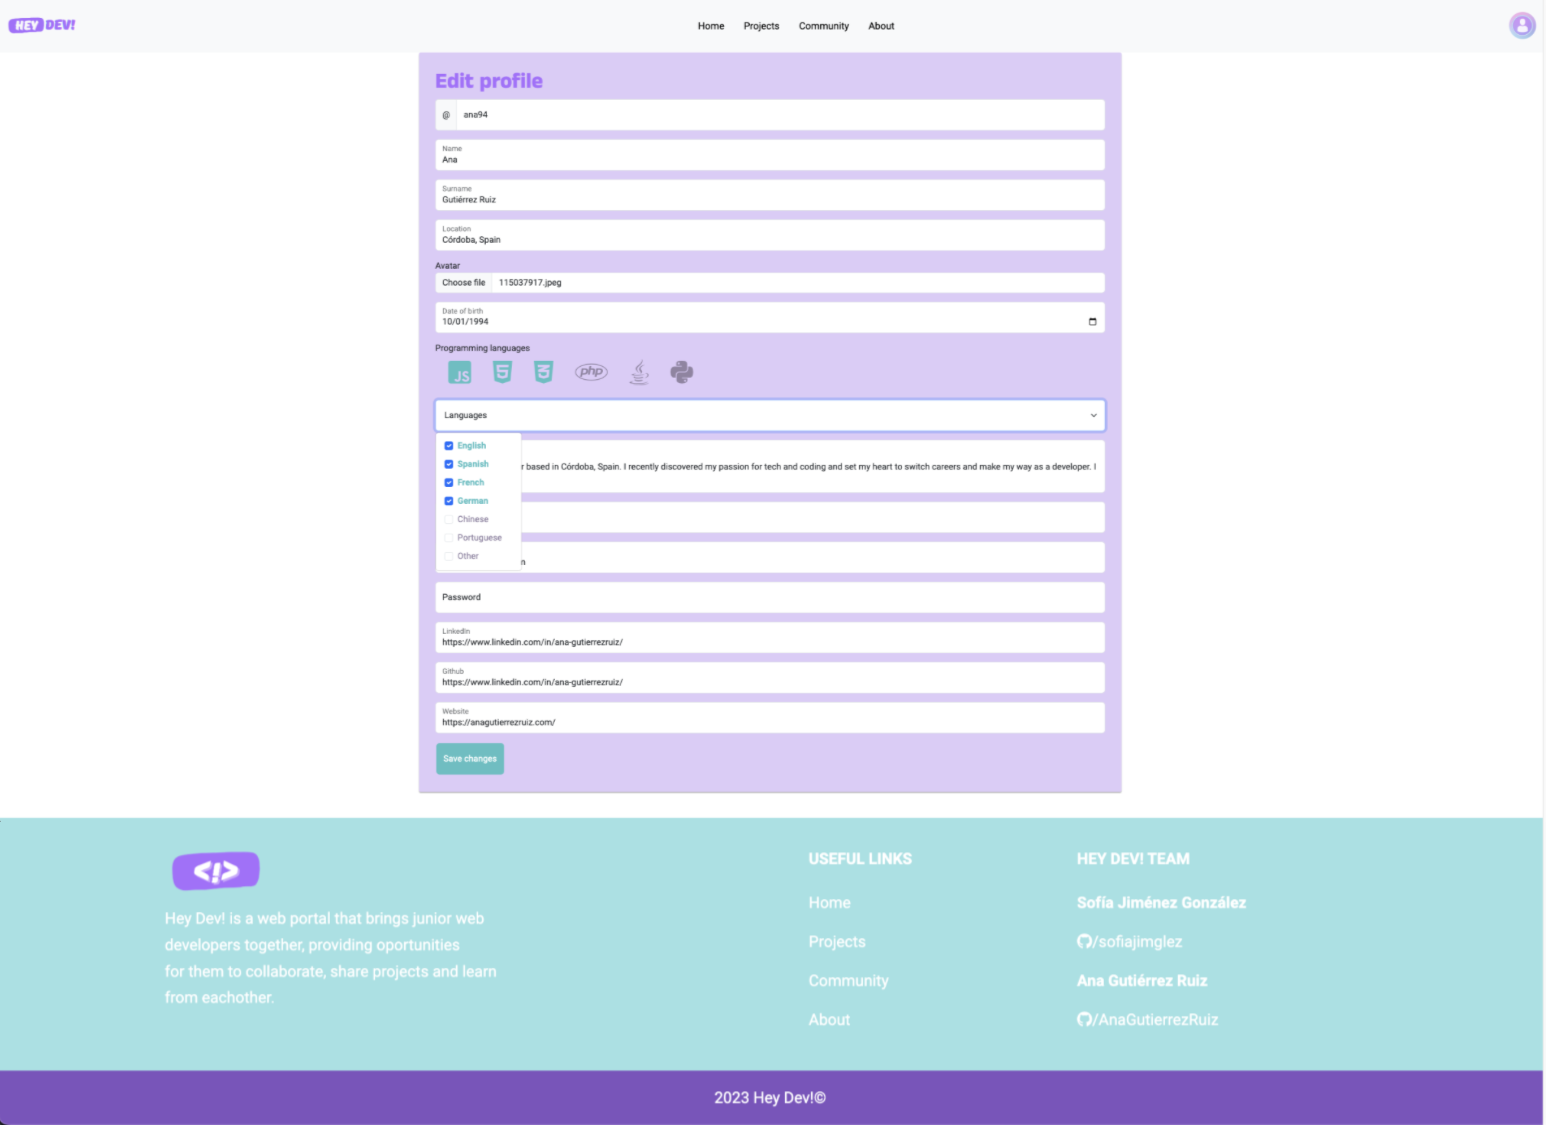 HEY DEV!
Home Projects Community About
Edit profile
@ ana94
Name
Ana
Surname
Gutiérrez Ruiz
Location
Córdoba, Spain
Avatar
Choose file 115037917.jpeg
Date of birth
10/01/1994
Programming languages
JS 5 3 php
Languages
English
Spanish
French
German
Chinese
Portuguese
Other
r based in Córdoba, Spain. I recently discovered my passion for tech and coding and set my heart to switch careers and make my way as a developer. I
m
Password
Linkedin
https://www.linkedin.com/in/ana-gutierrezruiz/
Github
https://www.linkedin.com/in/ana-gutierrezruiz/
Website
https://anagutierrezruiz.com/
Save changes
<!>
Hey Dev! is a web portal that brings junior web
developers together, providing oportunities
for them to collaborate, share projects and learn
from eachother.
USEFUL LINKS
Home
Projects
Community
About
HEY DEV! TEAM
Sofía Jiménez González
/sofiajimglez
Ana Gutiérrez Ruiz
/AnaGutierrezRuiz
2023 Hey Dev!©